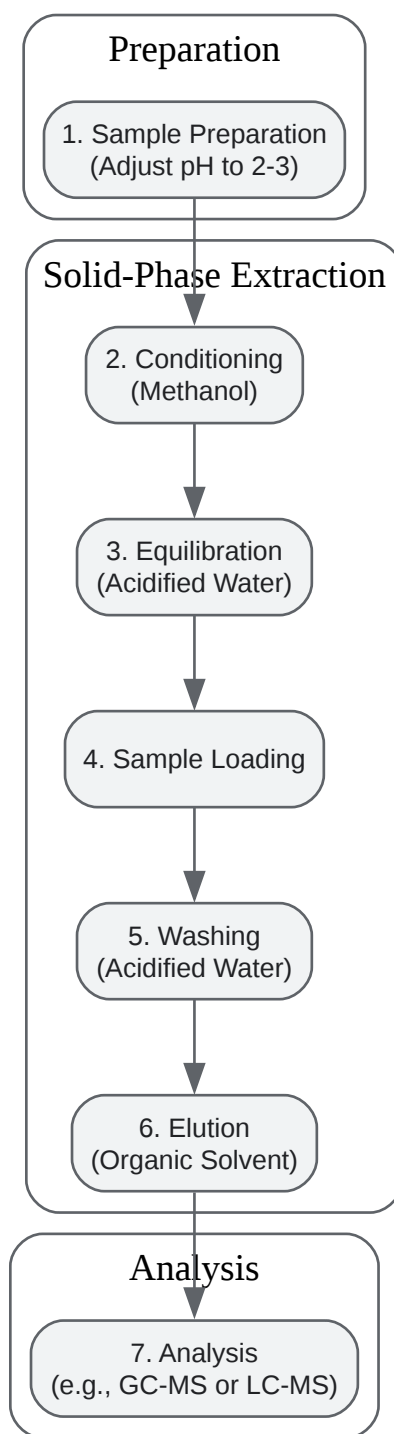 Preparation
1. Sample Preparation
(Adjust pH to 2-3)
Solid-Phase Extraction
2. Conditioning
(Methanol)
3. Equilibration
(Acidified Water)
4. Sample Loading
5. Washing
(Acidified Water)
6. Elution
(Organic Solvent)
Analysis
7. Analysis
(e.g., GC-MS or LC-MS)